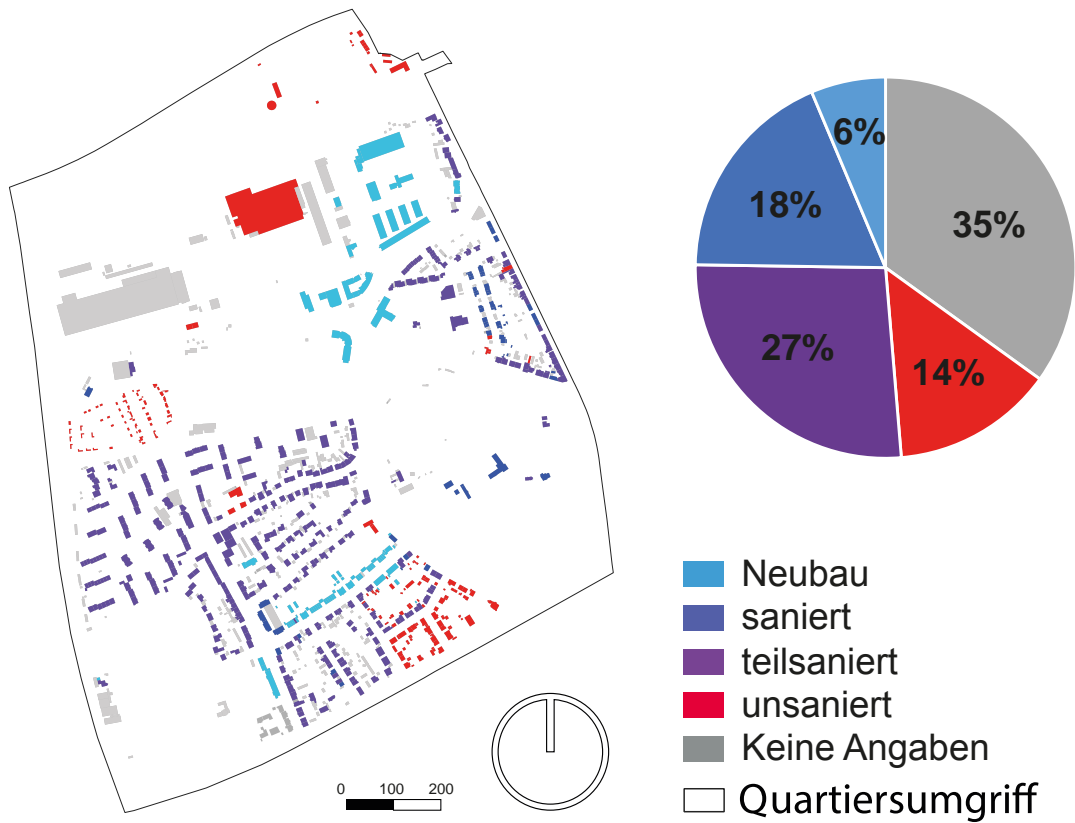 6%
35%
18%
27%
14%
Neubau
saniert
teilsaniert
unsaniert
Keine Angaben
Quartiersumgriff
0 100 200